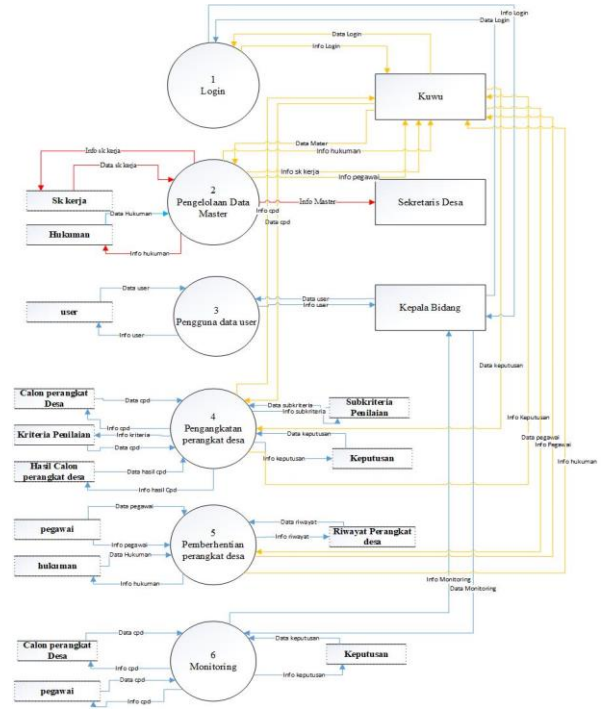 Info Login
Data Login
Data Login
Info Login
1
Login
Kuwu
Data Mater
Info hukuman
Info sk kerja
Data sk kerja
Info sk kerja
Info pegawai
Sk kerja
2
Pengelolaan Data
Master
Info Master
Sekretaris Desa
Hukuman
Data Hukuman
Info cpd
Data cpd
Info hukuman
user
Data user
Info user
3
Pengguna data user
Data user
Info user
Kepala Bidang
Data keputusan
Calon perangkat
Desa
Data cpd
Info cpd
Kriteria Penilaian
Info kriteria
Data cpd
Hasil Calon
perangkat desa
Data hasil cpd
Info hasil Cpd
4
Pengangkatan
perangkat desa
Data subkriteria
Info subkriteria
Subkriteria
Penilaian
Data keputusan
Info keputusan
Keputusan
Info Keputusan
Data pegawai
Info Pegawai
Info hukuman
Data pegawai
pegawai
Info pegawai
Data Hukuman
hukuman
Info hukuman
5
Pemberhentian
perangkat desa
Data riwayat
Info riwayat
Riwayat Perangkat
desa
Info Monitoring
Data Monitoring
Calon perangkat
Desa
Data cpd
Info cpd
pegawai
Data cpd
Info cpd
6
Monitoring
Data keputusan
Info keputusan
Keputusan